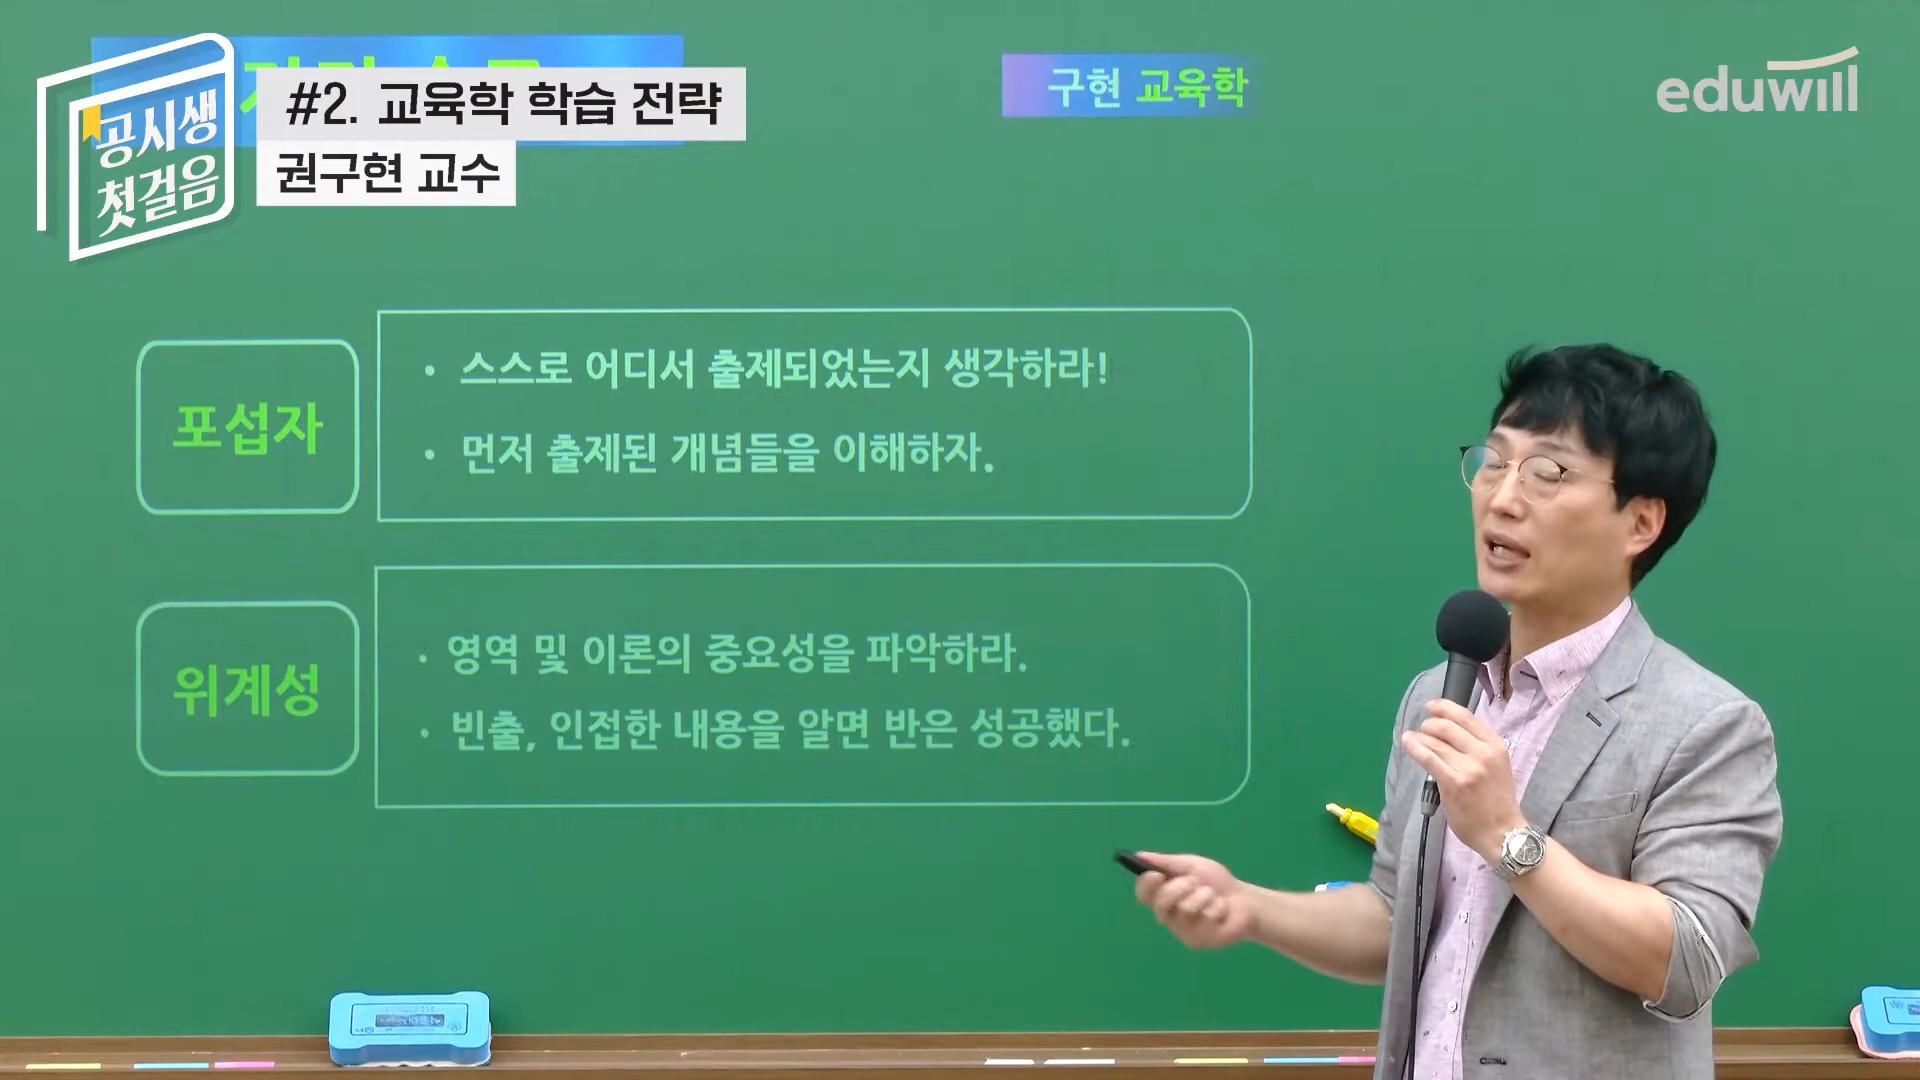 공시생
첫걸음
#2. 교육학 학습 전략
권구현 교수
구현 교육학
eduwill
포섭자
• 스스로 어디서 출제되었는지 생각하라!
• 먼저 출제된 개념들을 이해하자.
위계성
• 영역 및 이론의 중요성을 파악하라.
• 빈출, 인접한 내용을 알면 반은 성공했다.